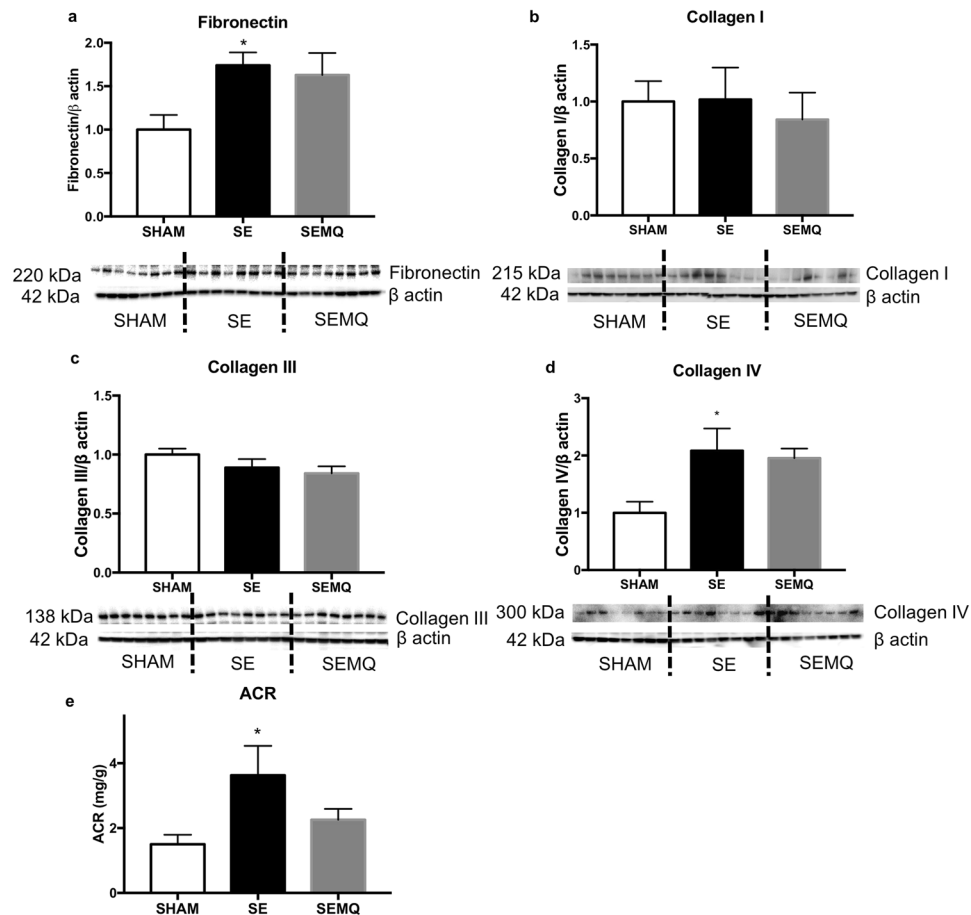 a
Fibronectin
Fibronectin/β actin
2.0
1.5
1.0
0.5
0.0
*
SHAM SE SEMQ
220 kDa Fibronectin
42 kDa β actin
SHAM SE SEMQ
b
Collagen I
Collagen I/β actin
1.5
1.0
0.5
0.0
SHAM SE SEMQ
215 kDa Collagen I
42 kDa β actin
SHAM SE SEMQ
c
Collagen III
Collagen III/β actin
1.5
1.0
0.5
0.0
SHAM SE SEMQ
138 kDa Collagen III
42 kDa β actin
SHAM SE SEMQ
d
Collagen IV
Collagen IV/β actin
3
2
1
0
*
SHAM SE SEMQ
300 kDa Collagen IV
42 kDa β actin
SHAM SE SEMQ
e
ACR
ACR (mg/g)
4
2
0
*
SHAM SE SEMQ